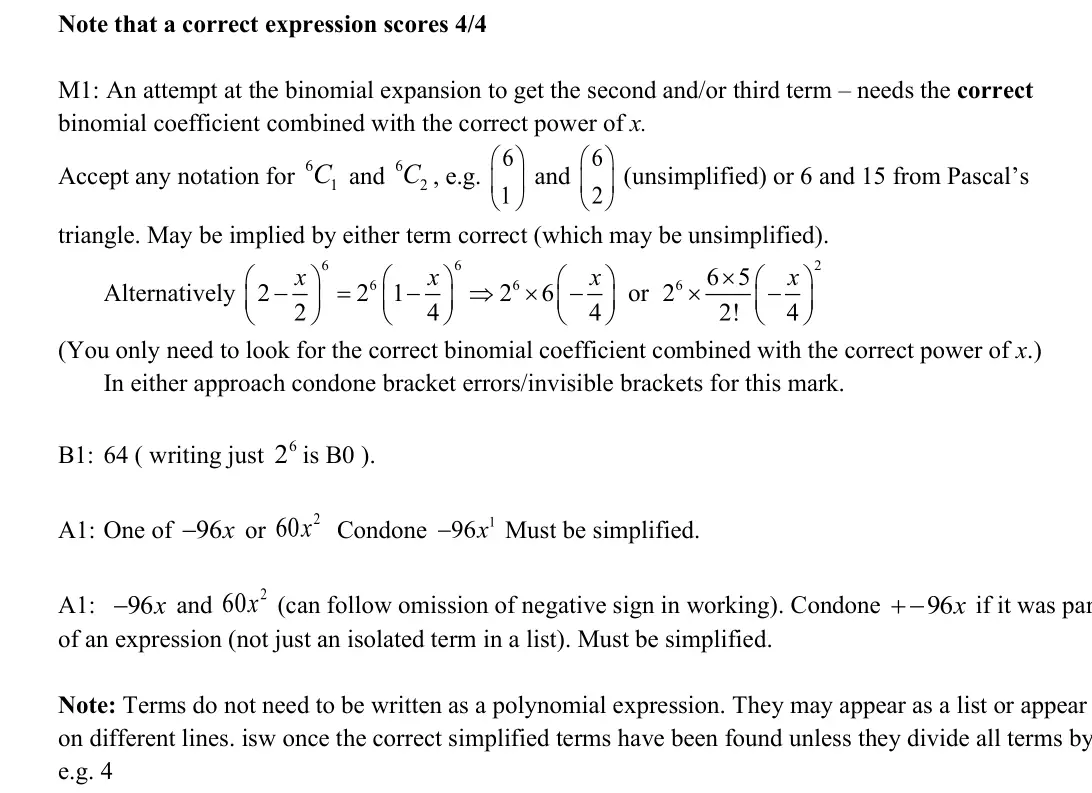 Note that a correct expression scores 4/4
M1: An attempt at the binomial expansion to get the second and/or third term – needs the correct
binomial coefficient combined with the correct power of x.
Accept any notation for ⁶C₁ and ⁶C₂, e.g. (6 1) and (6 2) (unsimplified) or 6 and 15 from Pascal’s
triangle. May be implied by either term correct (which may be unsimplified).
Alternatively (2 − x/2)⁶ = 2⁶(1 − x/4)⁶ ⇒ 2⁶ × 6(−x/4) or 2⁶ × (6×5)/2! (−x/4)²
(You only need to look for the correct binomial coefficient combined with the correct power of x.)
In either approach condone bracket errors/invisible brackets for this mark.
B1: 64 ( writing just 2⁶ is B0 ).
A1: One of −96x or 60x² Condone −96x¹ Must be simplified.
A1: −96x and 60x² (can follow omission of negative sign in working). Condone +−96x if it was par
of an expression (not just an isolated term in a list). Must be simplified.
Note: Terms do not need to be written as a polynomial expression. They may appear as a list or appear
on different lines. isw once the correct simplified terms have been found unless they divide all terms by
e.g. 4